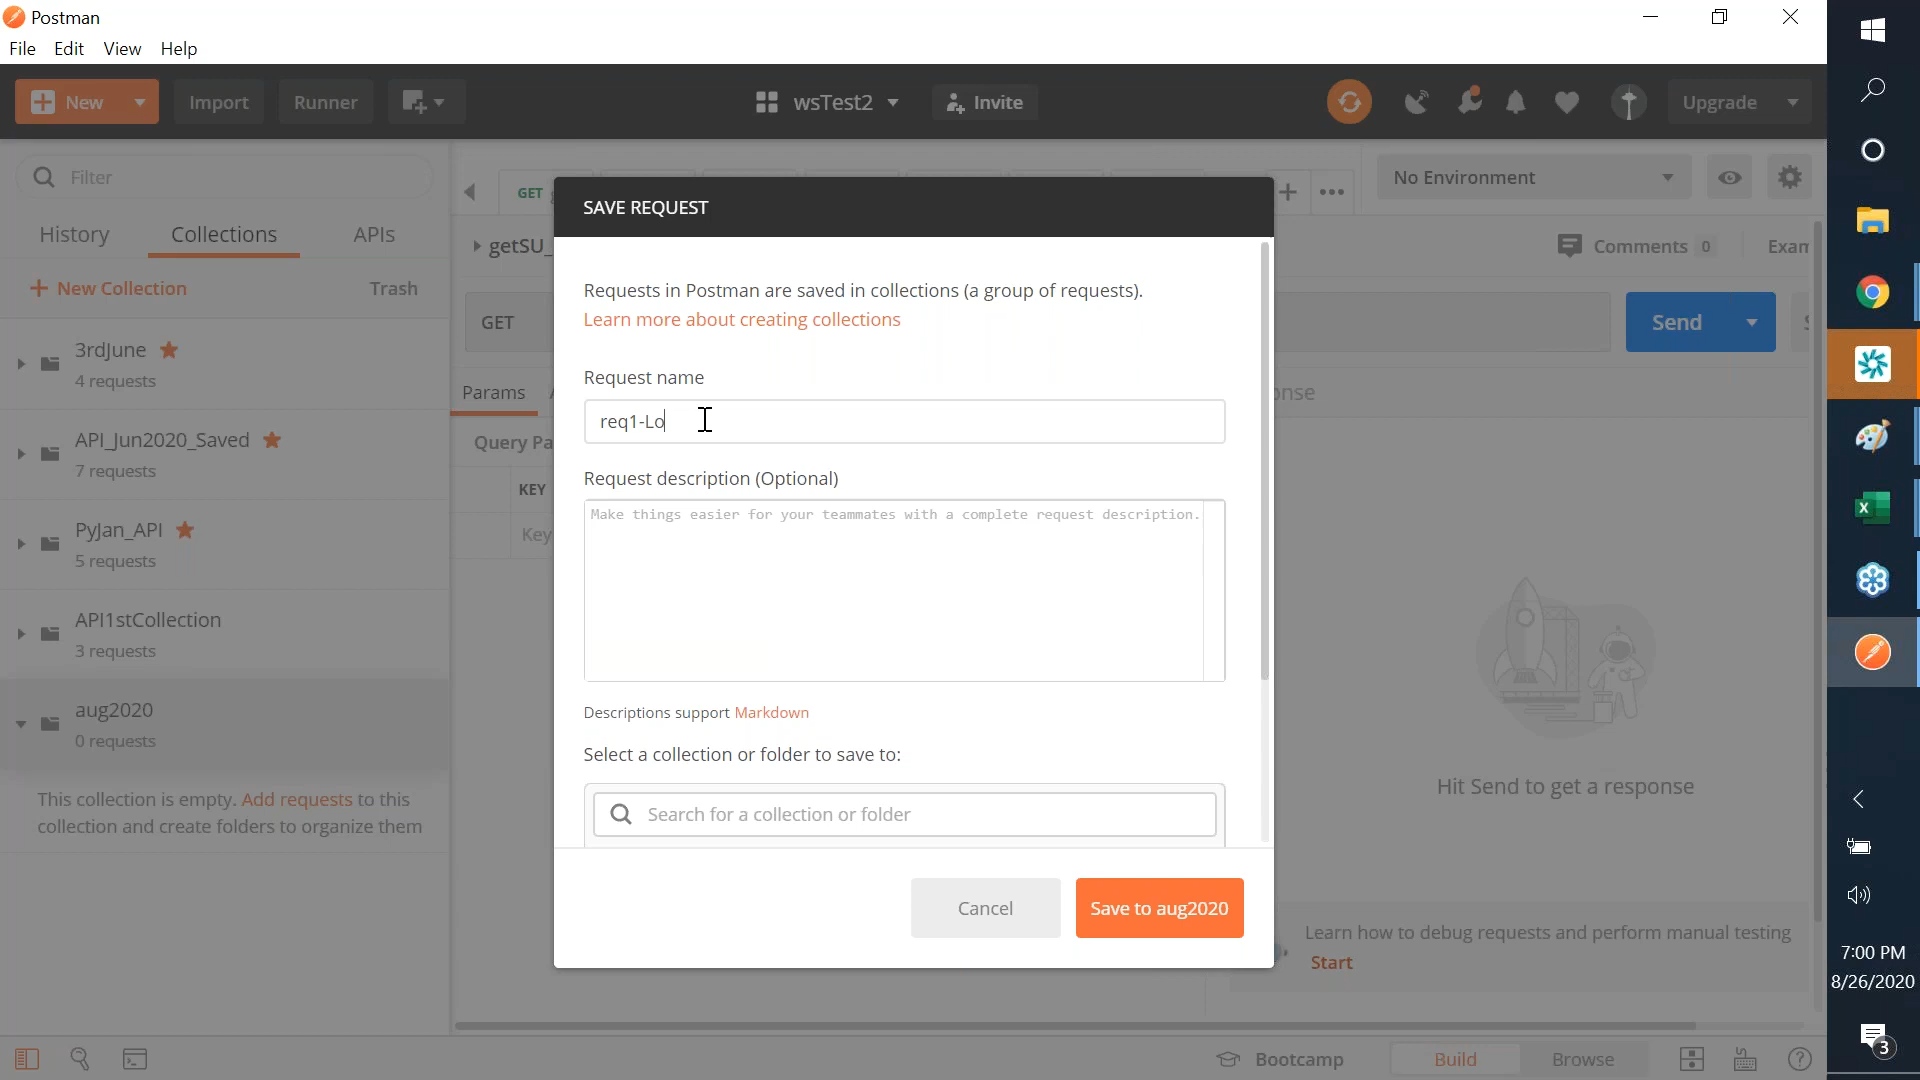 Postman
File Edit View Help
New Import Runner wsTest2 Invite Upgrade
Filter
History Collections APIs
+ New Collection Trash
3rdJune
4 requests
API_Jun2020_Saved
7 requests
PyJan_API
5 requests
API1stCollection
3 requests
aug2020
0 requests
This collection is empty. Add requests to this
collection and create folders to organize them
GET
No Environment
getSU_
Comments 0
GET
Send
Params
Query
KEY
Key
SAVE REQUEST
Requests in Postman are saved in collections (a group of requests).
Learn more about creating collections
Request name
req1-Lo
Request description (Optional)
Make things easier for your teammates with a complete request description.
Descriptions support Markdown
Select a collection or folder to save to:
Search for a collection or folder
Cancel Save to aug2020
Hit Send to get a response
Learn how to debug requests and perform manual testing
Start
Bootcamp Build Browse
7:00 PM
8/26/2020
3